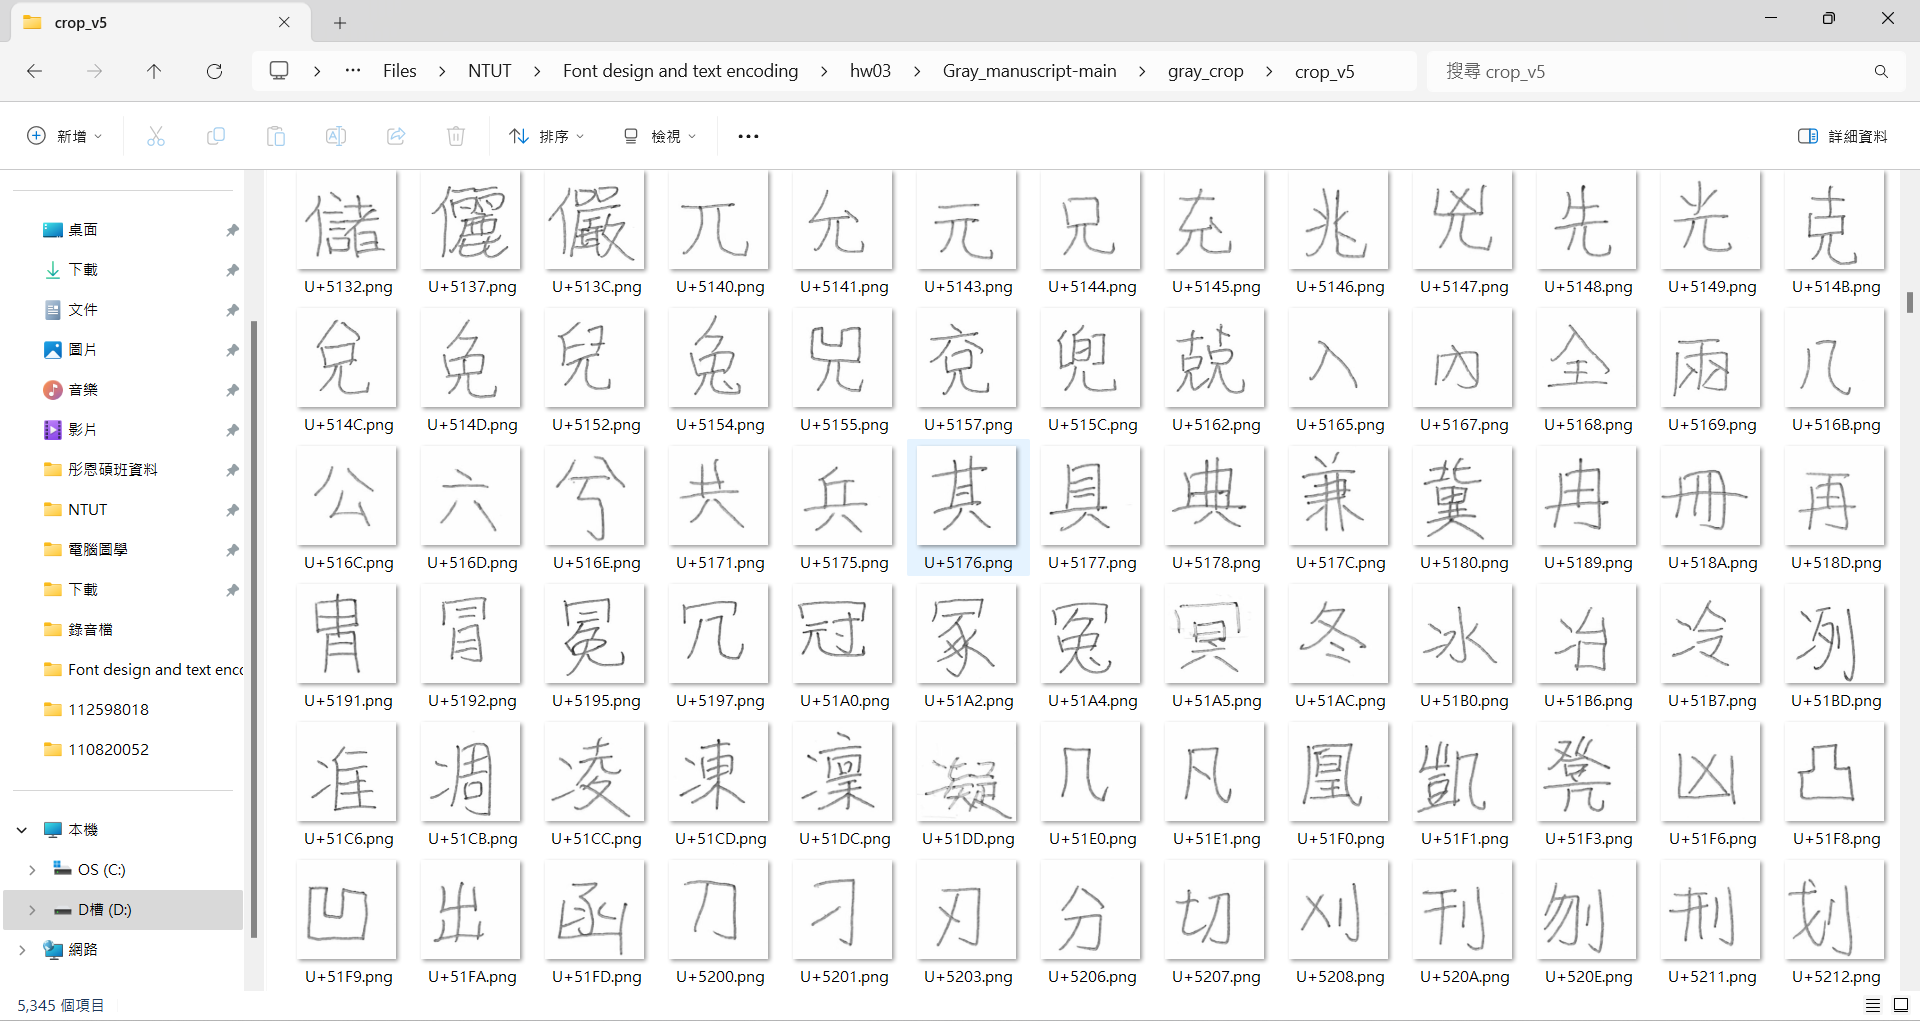 crop_v5
Files > NTUT > Font design and text encoding > hw03 > Gray_manuscript-main > gray_crop > crop_v5
搜尋 crop_v5
新增
排序
檢視
詳細資料
桌面
下載
文件
圖片
音樂
影片
彤恩碩班資料
NTUT
電腦圖學
下載
錄音檔
Font design and text enc
112598018
110820052
本機
OS (C:)
D槽 (D:)
網路
儲 儷 儼 兀 允 元 兄 充 兆 兇 先 光 克
U+5132.png U+5137.png U+513C.png U+5140.png U+5141.png U+5143.png U+5144.png U+5145.png U+5146.png U+5147.png U+5148.png U+5149.png U+514B.png
兌 免 兒 兔 兕 兗 兜 兢 入 內 全 兩 八
U+514C.png U+514D.png U+5152.png U+5154.png U+5155.png U+5157.png U+515C.png U+5162.png U+5165.png U+5167.png U+5168.png U+5169.png U+516B.png
公 六 兮 共 兵 其 具 典 兼 冀 冉 冊 再
U+516C.png U+516D.png U+516E.png U+5171.png U+5175.png U+5176.png U+5177.png U+5178.png U+517C.png U+5180.png U+5189.png U+518A.png U+518D.png
冑 冒 冕 冗 冠 冢 冤 冥 冬 冰 冶 冷 冽
U+5191.png U+5192.png U+5195.png U+5197.png U+51A0.png U+51A2.png U+51A4.png U+51A5.png U+51AC.png U+51B0.png U+51B6.png U+51B7.png U+51BD.png
准 凋 凌 凍 凜 凝 几 凡 凰 凱 凳 凶 凸
U+51C6.png U+51CB.png U+51CC.png U+51CD.png U+51DC.png U+51DD.png U+51E0.png U+51E1.png U+51F0.png U+51F1.png U+51F3.png U+51F6.png U+51F8.png
凹 出 函 刀 刁 刃 分 切 刈 刊 刎 刑 划
U+51F9.png U+51FA.png U+51FD.png U+5200.png U+5201.png U+5203.png U+5206.png U+5207.png U+5208.png U+520A.png U+520E.png U+5211.png U+5212.png
5,345 個項目